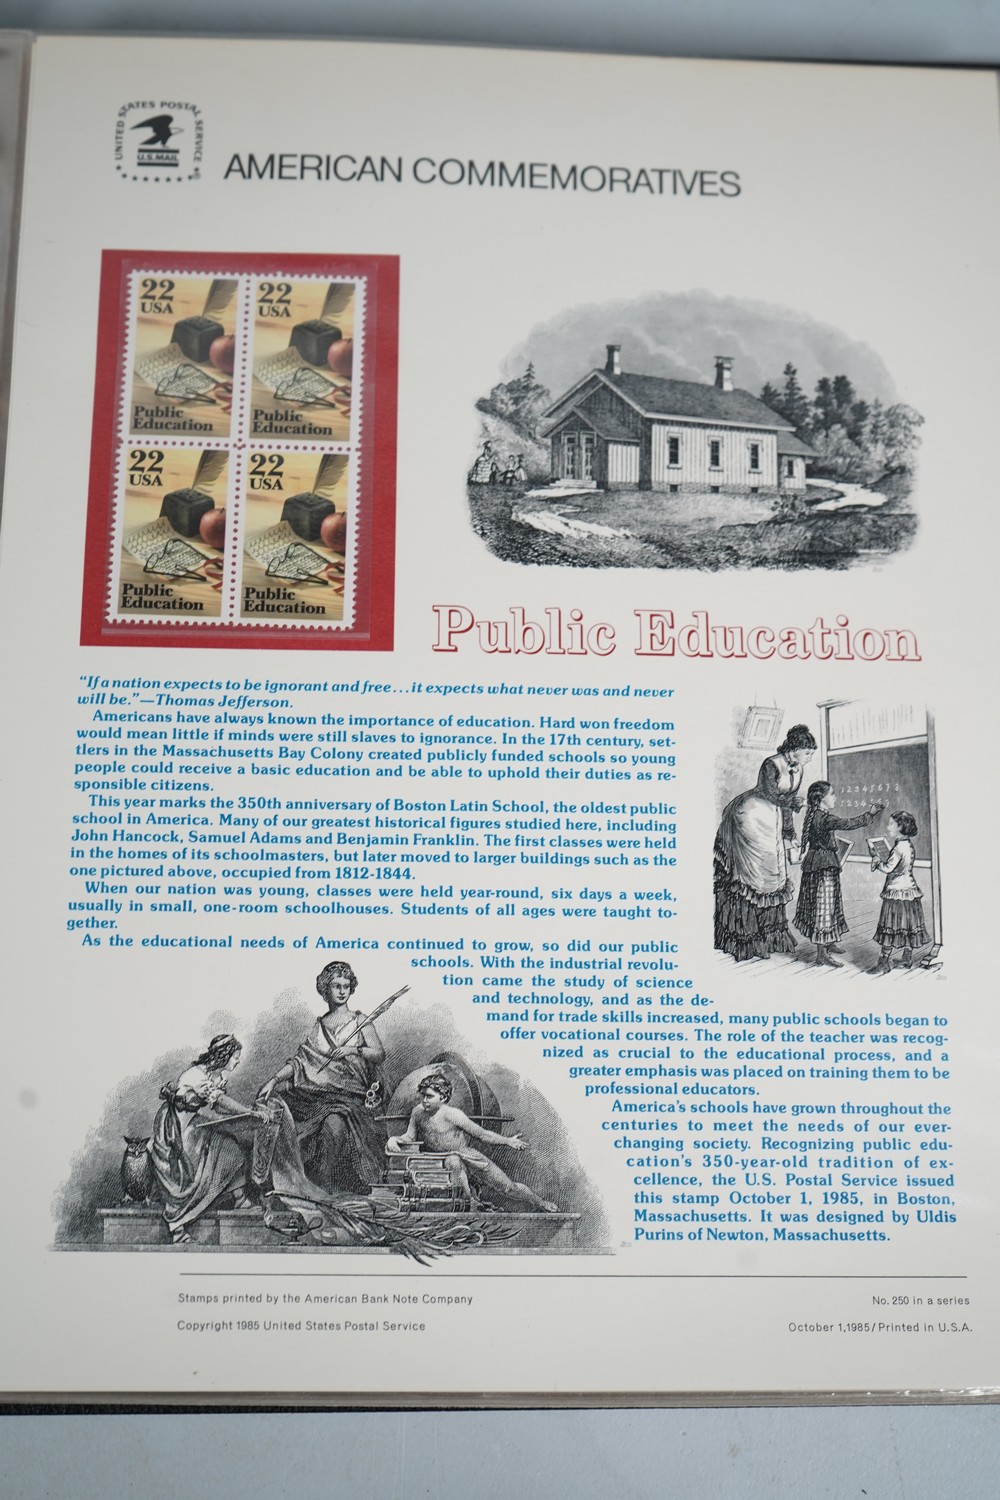 UNITED STATES POSTAL SERVICE
U.S. MAIL
AMERICAN COMMEMORATIVES
22
USA
Public
Education
22
USA
Public
Education
22
USA
Public
Education
22
USA
Public
Education
Public Education
“If a nation expects to be ignorant and free...it expects what never was and never
will be.”—Thomas Jefferson.
Americans have always known the importance of education. Hard won freedom
would mean little if minds were still slaves to ignorance. In the 17th century, set-
tlers in the Massachusetts Bay Colony created publicly funded schools so young
people could receive a basic education and be able to uphold their duties as re-
sponsible citizens.
This year marks the 350th anniversary of Boston Latin School, the oldest public
school in America. Many of our greatest historical figures studied here, including
John Hancock, Samuel Adams and Benjamin Franklin. The first classes were held
in the homes of its schoolmasters, but later moved to larger buildings such as the
one pictured above, occupied from 1812-1844.
When our nation was young, classes were held year-round, six days a week,
usually in small, one-room schoolhouses. Students of all ages were taught to-
gether.
As the educational needs of America continued to grow, so did our public
schools. With the industrial revolu-
tion came the study of science
and technology, and as the de-
mand for trade skills increased, many public schools began to
offer vocational courses. The role of the teacher was recog-
nized as crucial to the educational process, and a
greater emphasis was placed on training them to be
professional educators.
America's schools have grown throughout the
centuries to meet the needs of our ever-
changing society. Recognizing public edu-
cation's 350-year-old tradition of ex-
cellence, the U.S. Postal Service issued
this stamp October 1, 1985, in Boston,
Massachusetts. It was designed by Uldis
Purins of Newton, Massachusetts.
12345678
Stamps printed by the American Bank Note Company
Copyright 1985 United States Postal Service
No. 250 in a series
October 1,1985/Printed in U.S.A.